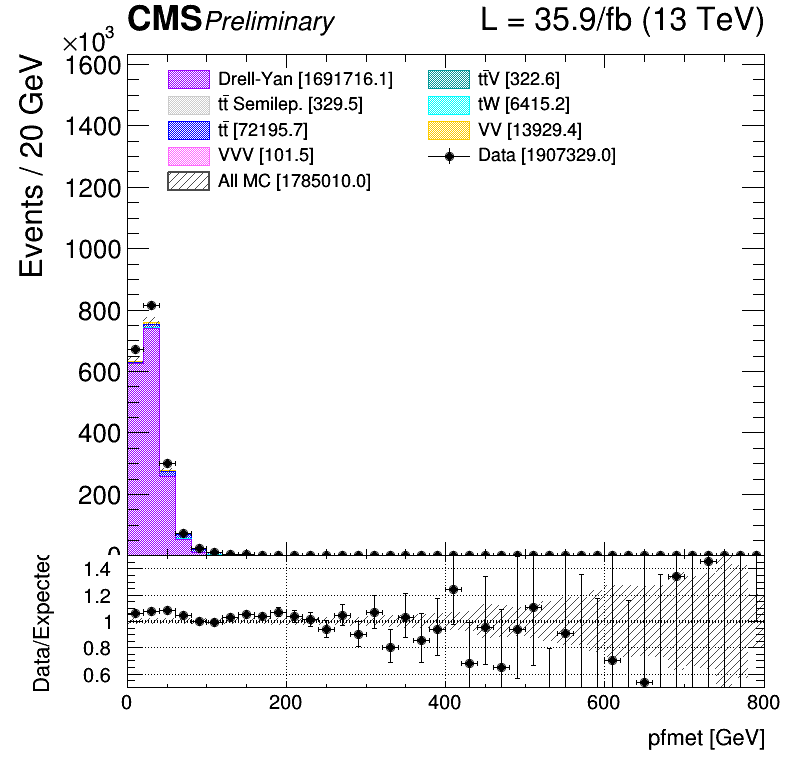 CMS Preliminary L = 35.9/fb (13 TeV)
×10³
Events / 20 GeV
1600
1400
1200
1000
800
600
400
200
0
Drell-Yan [1691716.1]
tt̄ Semilep. [329.5]
tt̄ [72195.7]
VVV [101.5]
All MC [1785010.0]
tt̄V [322.6]
tW [6415.2]
VV [13929.4]
Data [1907329.0]
Data/Expected
1.4
1.2
1
0.8
0.6
0 200 400 600 800
pfmet [GeV]